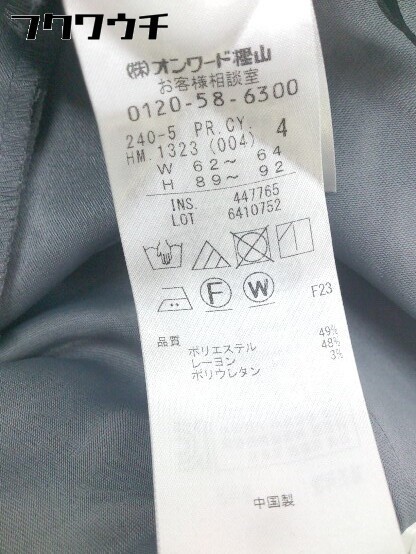 フクワウチ
(株)オンワード樫山
お客様相談室
0120-58-6300
240-5 PR.CY. 4
HM.1323 (004)
W 62～ 64
H 89～ 92
INS. 447765
LOT 6410752
F W F23
品質
ポリエステル 49%
レーヨン 48%
ポリウレタン 3%
中国製